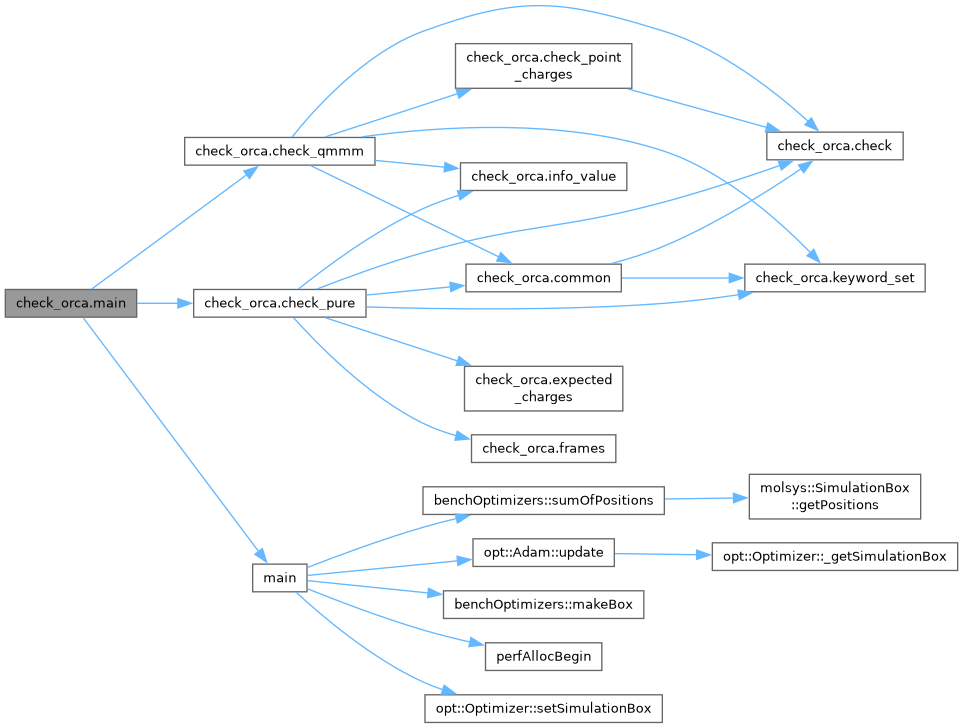 check_orca.check_point
_charges
check_orca.check
check_orca.check_qmmm
check_orca.info_value
check_orca.common
check_orca.keyword_set
check_orca.main
check_orca.check_pure
check_orca.expected
_charges
check_orca.frames
benchOptimizers::sumOfPositions
molsys::SimulationBox
::getPositions
opt::Adam::update
opt::Optimizer::_getSimulationBox
main
benchOptimizers::makeBox
perfAllocBegin
opt::Optimizer::setSimulationBox